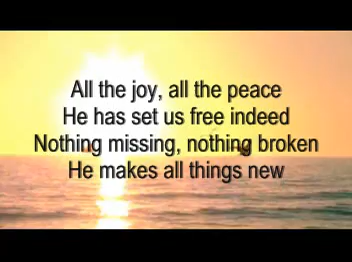 All the joy, all the peace
He has set us free indeed
Nothing missing, nothing broken
He makes all things new